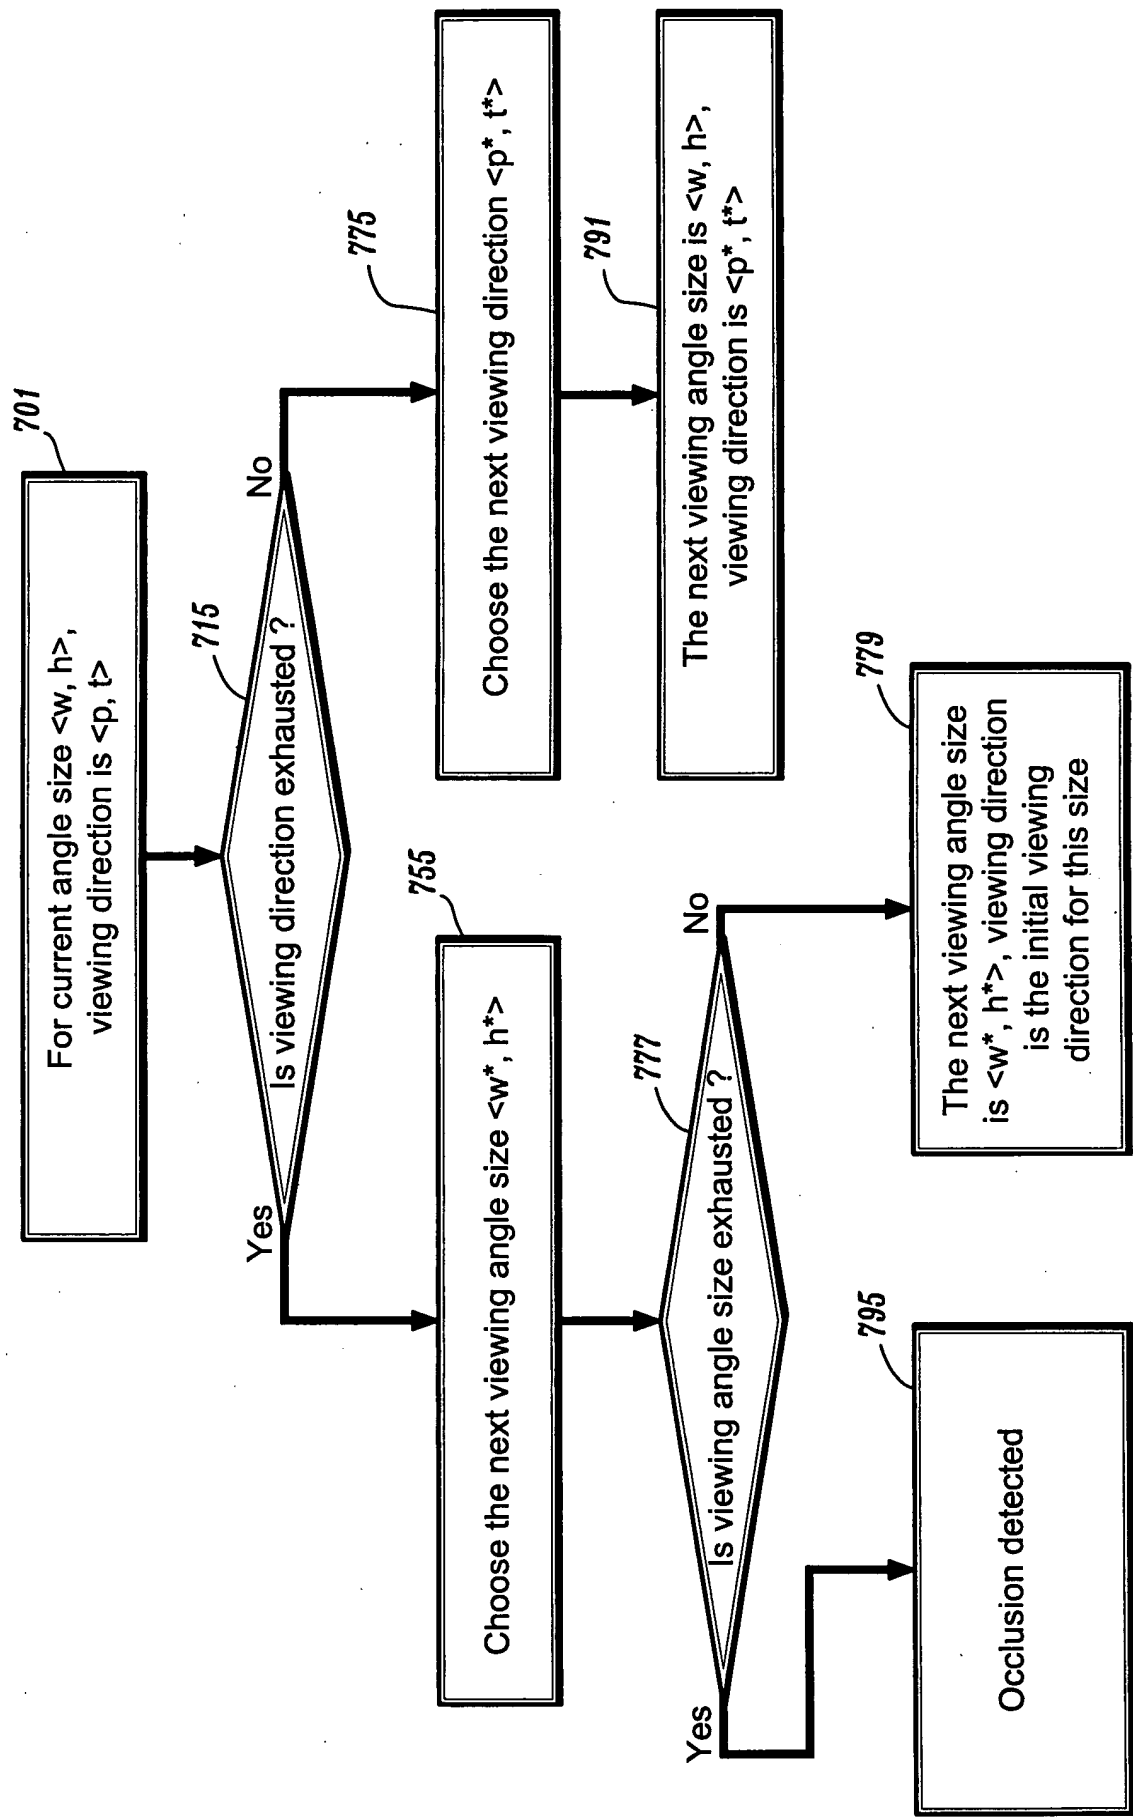 701
For current angle size <w, h>,
viewing direction is <p, t>
715
Is viewing direction exhausted ?
Yes
No
755
Choose the next viewing angle size <w*, h*>
775
Choose the next viewing direction <p*, t*>
777
Is viewing angle size exhausted ?
Yes
No
791
The next viewing angle size is <w, h>,
viewing direction is <p*, t*>
795
Occlusion detected
779
The next viewing angle size
is <w*, h*>, viewing direction
is the initial viewing
direction for this size